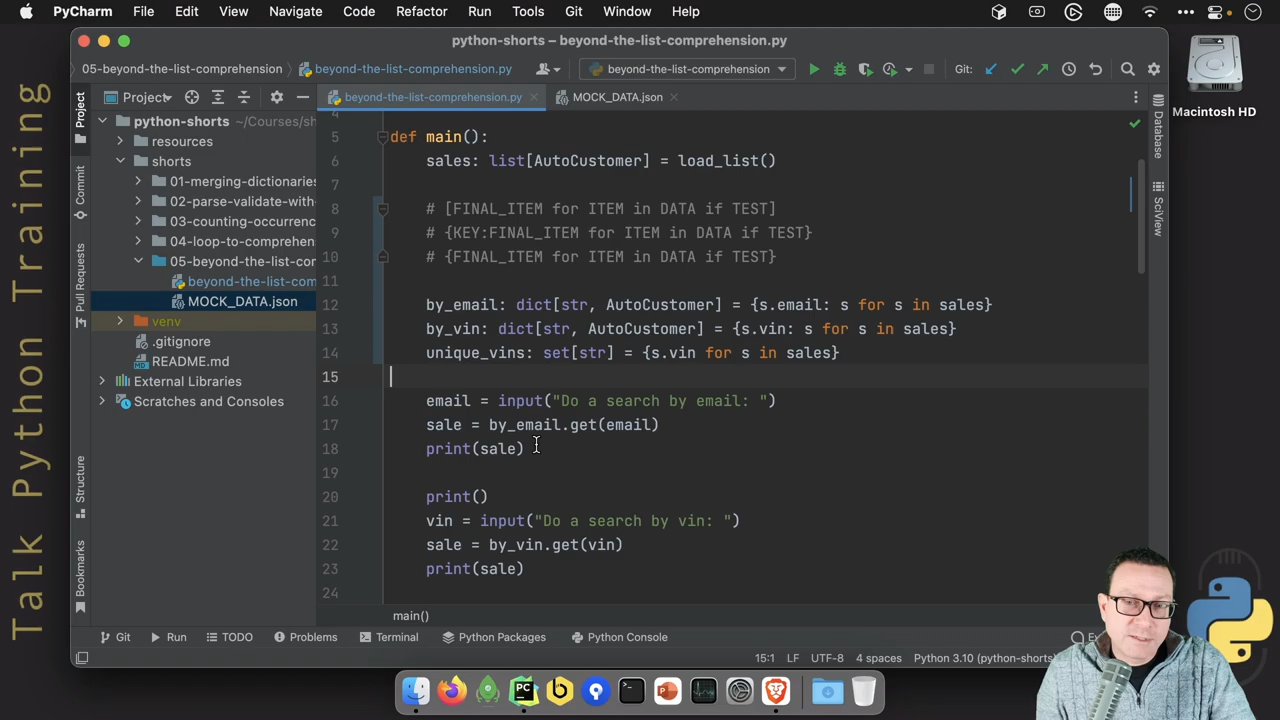 PyCharm File Edit View Navigate Code Refactor Run Tools Git Window Help
python-shorts – beyond-the-list-comprehension.py
05-beyond-the-list-comprehension beyond-the-list-comprehension.py beyond-the-list-comprehension Git:
Project beyond-the-list-comprehension.py MOCK_DATA.json
Macintosh HD
Talk Python Training
Project
Commit
Pull Requests
Structure
Bookmarks
python-shorts ~/Courses/sh
resources
shorts
01-merging-dictionaries
02-parse-validate-with-
03-counting-occurrenc
04-loop-to-comprehen
05-beyond-the-list-cor
beyond-the-list-com
MOCK_DATA.json
venv
.gitignore
README.md
External Libraries
Scratches and Consoles
4
5 def main():
6 sales: list[AutoCustomer] = load_list()
7
8 # [FINAL_ITEM for ITEM in DATA if TEST]
9 # {KEY:FINAL_ITEM for ITEM in DATA if TEST}
10 # {FINAL_ITEM for ITEM in DATA if TEST}
11
12 by_email: dict[str, AutoCustomer] = {s.email: s for s in sales}
13 by_vin: dict[str, AutoCustomer] = {s.vin: s for s in sales}
14 unique_vins: set[str] = {s.vin for s in sales}
15
16 email = input("Do a search by email: ")
17 sale = by_email.get(email)
18 print(sale)
19
20 print()
21 vin = input("Do a search by vin: ")
22 sale = by_vin.get(vin)
23 print(sale)
24
main()
Database
SciView
Git Run TODO Problems Terminal Python Packages Python Console
15:1 LF UTF-8 4 spaces Python 3.10 (python-shorts)